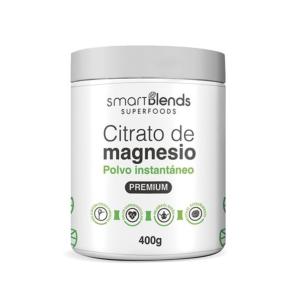 smartblends
SUPERFOODS
Citrato de
magnesio
Polvo instantáneo
PREMIUM
400g